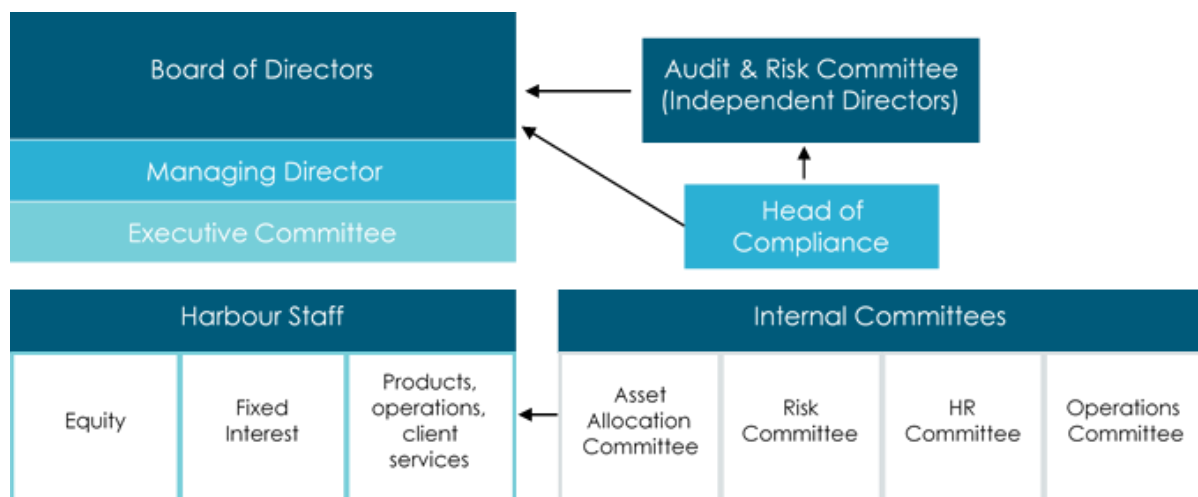 Board of Directors
Audit & Risk Committee
(Independent Directors)
Managing Director
Executive Committee
Head of
Compliance
Harbour Staff
Internal Committees
Equity
Fixed
Interest
Products,
operations,
client
services
Asset
Allocation
Committee
Risk
Committee
HR
Committee
Operations
Committee